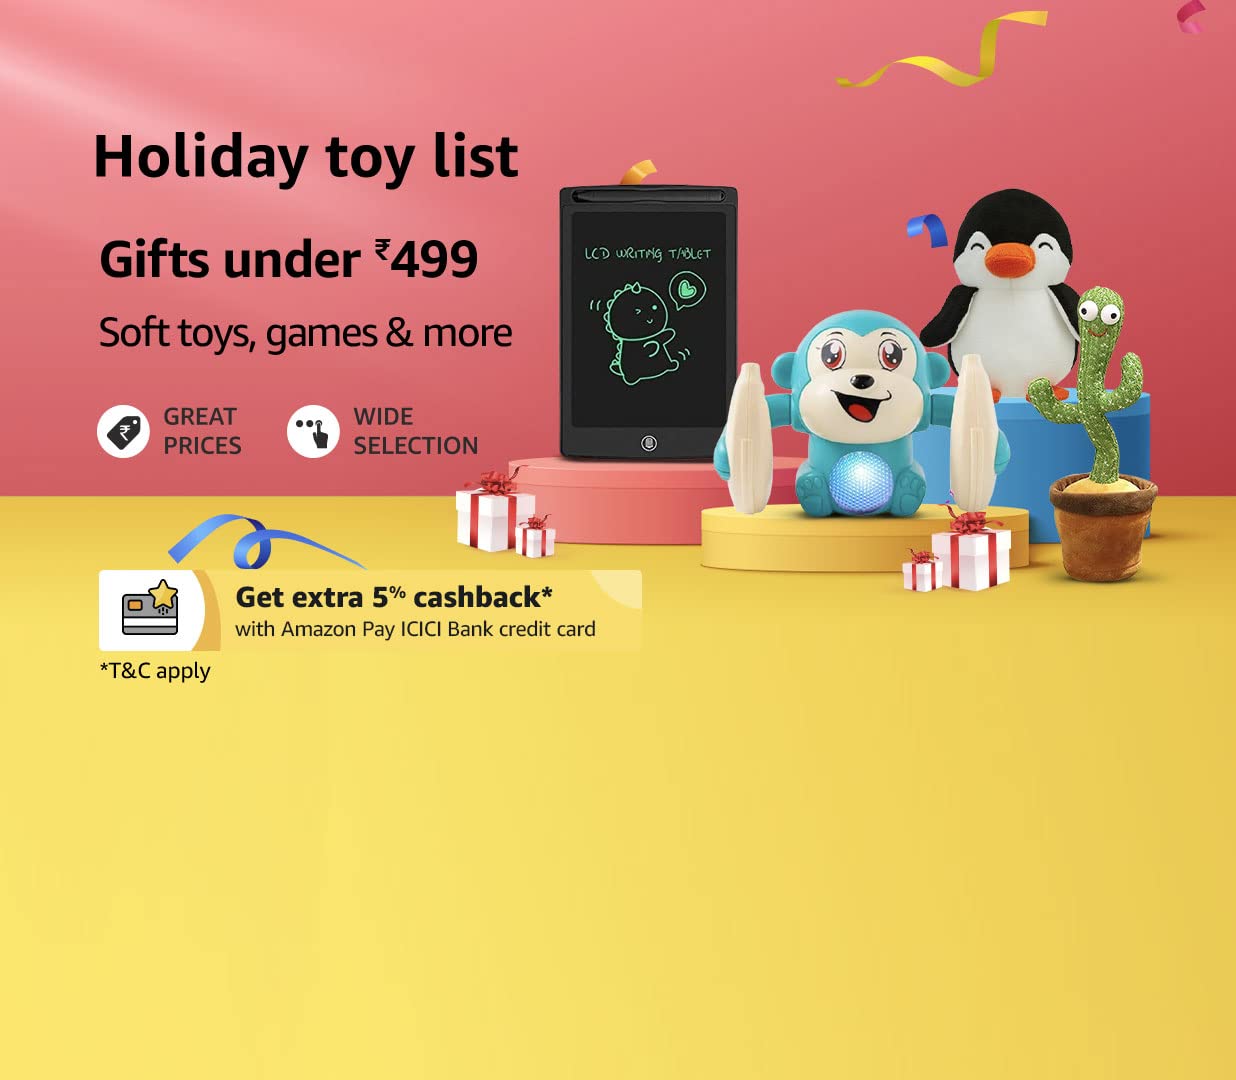 Holiday toy list
Gifts under ₹499
Soft toys, games & more
₹
GREAT
PRICES
WIDE
SELECTION
LCD WRITING TABLET
Get extra 5% cashback*
with Amazon Pay ICICI Bank credit card
*T&C apply